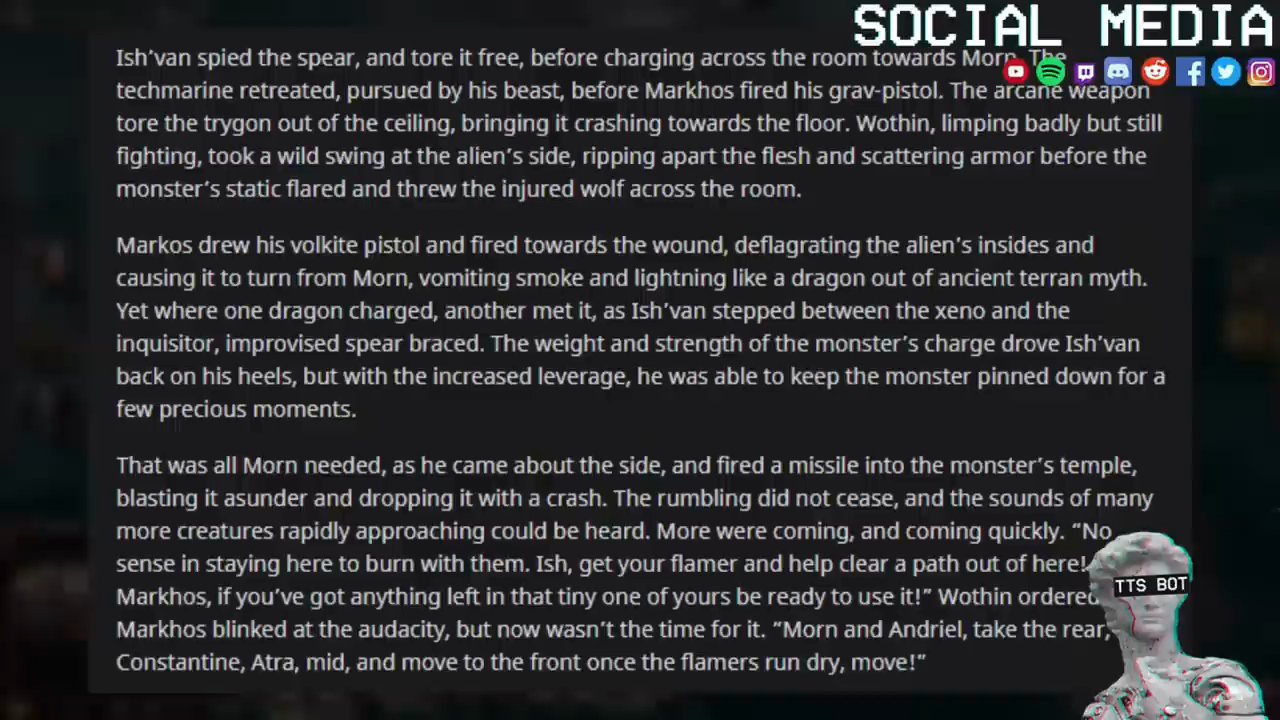 SOCIAL MEDIA
Ish’van spied the spear, and tore it free, before charging across the room towards Morn. The
techmarine retreated, pursued by his beast, before Markhos fired his grav-pistol. The arcane weapon
tore the trygon out of the ceiling, bringing it crashing towards the floor. Wothin, limping badly but still
fighting, took a wild swing at the alien’s side, ripping apart the flesh and scattering armor before the
monster’s static flared and threw the injured wolf across the room.
Markos drew his volkite pistol and fired towards the wound, deflagrating the alien’s insides and
causing it to turn from Morn, vomiting smoke and lightning like a dragon out of ancient terran myth.
Yet where one dragon charged, another met it, as Ish’van stepped between the xeno and the
inquisitor, improvised spear braced. The weight and strength of the monster’s charge drove Ish’van
back on his heels, but with the increased leverage, he was able to keep the monster pinned down for a
few precious moments.
That was all Morn needed, as he came about the side, and fired a missile into the monster’s temple,
blasting it asunder and dropping it with a crash. The rumbling did not cease, and the sounds of many
more creatures rapidly approaching could be heard. More were coming, and coming quickly. “No
sense in staying here to burn with them. Ish, get your flamer and help clear a path out of here!
Markhos, if you’ve got anything left in that tiny one of yours be ready to use it!” Wothin ordered
Markhos blinked at the audacity, but now wasn’t the time for it. “Morn and Andriel, take the rear,
Constantine, Atra, mid, and move to the front once the flamers run dry, move!”
TTS BOT